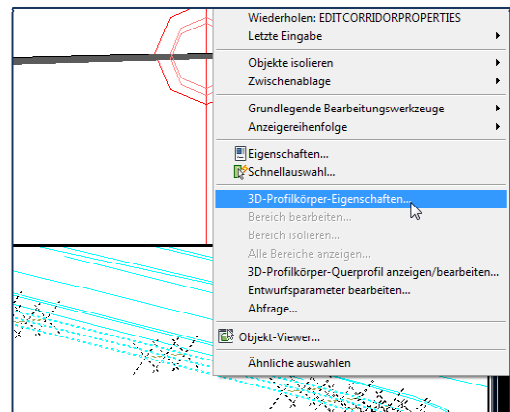 Wiederholen: EDITCORRIDORPROPERTIES
Letzte Eingabe
Objekte isolieren
Zwischenablage
Grundlegende Bearbeitungswerkzeuge
Anzeigereihenfolge
Eigenschaften...
Schnellauswahl...
3D-Profilkörper-Eigenschaften...
Bereich bearbeiten...
Bereich isolieren...
Alle Bereiche anzeigen...
3D-Profilkörper-Querprofil anzeigen/bearbeiten...
Entwurfsparameter bearbeiten...
Abfrage...
Objekt-Viewer...
Ähnliche auswählen